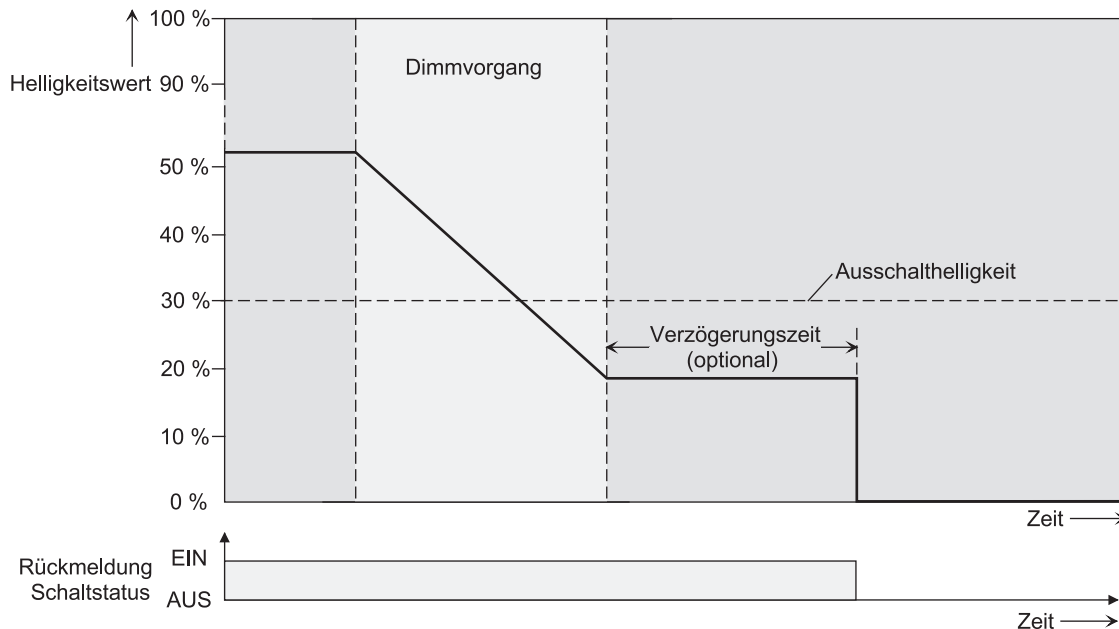 100 %
Helligkeitswert 90 %
Dimmvorgang
50 %
40 %
Ausschalthelligkeit
30 %
Verzögerungszeit
(optional)
20 %
10 %
0 %
Zeit
Rückmeldung
Schaltstatus
EIN
AUS
Zeit